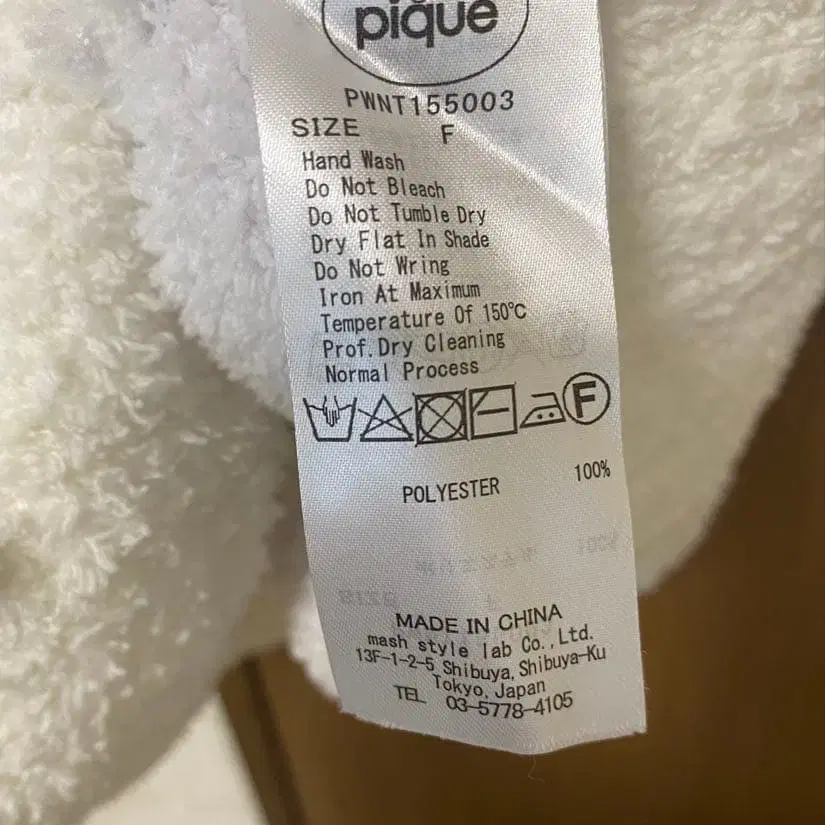 pique
PWNT155003
SIZE F
Hand Wash
Do Not Bleach
Do Not Tumble Dry
Dry Flat In Shade
Do Not Wring
Iron At Maximum
Temperature Of 150℃
Prof.Dry Cleaning
Normal Process
F
POLYESTER 100%
MADE IN CHINA
mash style lab Co.,Ltd.
13F-1-2-5 Shibuya, Shibuya-Ku
Tokyo, Japan
TEL 03-5778-4105